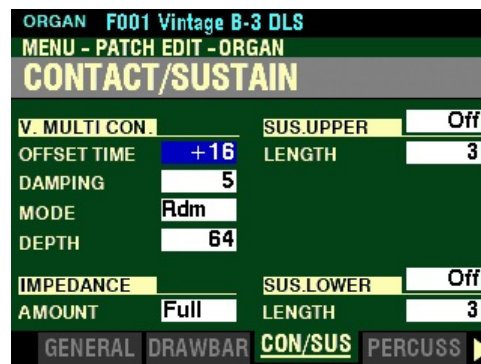 ORGAN F001 Vintage B-3 DLS
MENU - PATCH EDIT - ORGAN
CONTACT/SUSTAIN
V. MULTI CON. SUS.UPPER Off
OFFSET TIME +16 LENGTH 3
DAMPING 5
MODE Rdm
DEPTH 64
IMPEDANCE SUS.LOWER Off
AMOUNT Full LENGTH 3
GENERAL DRAWBAR CON/SUS PERCUSS